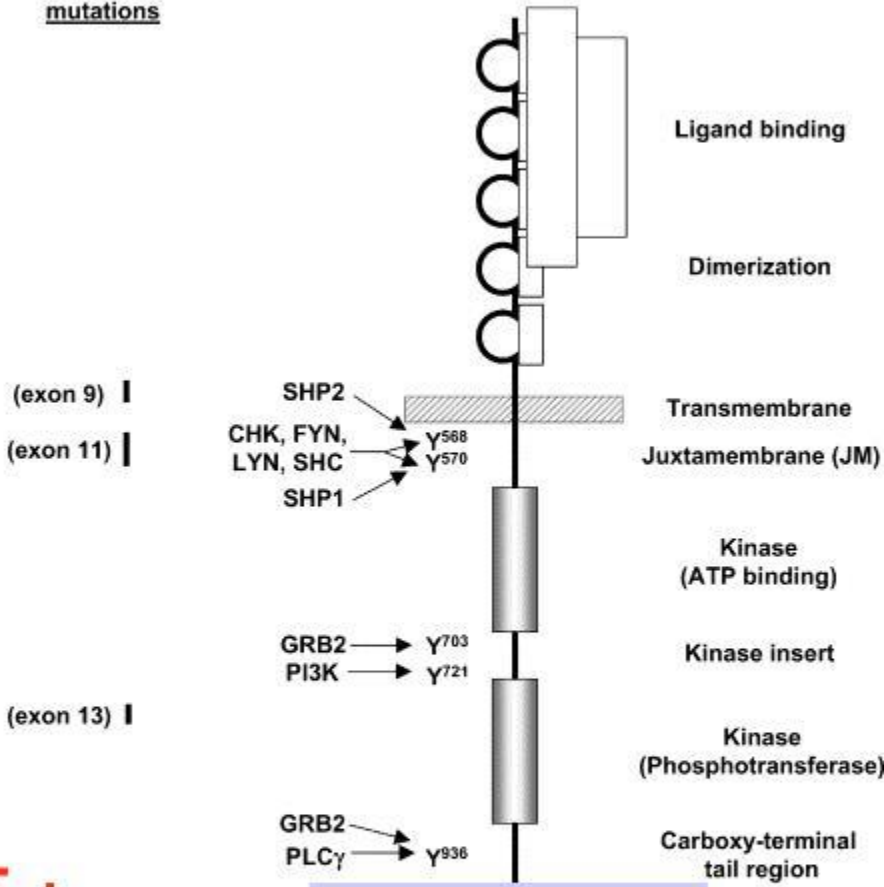 mutations
Ligand binding
Dimerization
(exon 9)
SHP2
Transmembrane
(exon 11)
CHK, FYN,
LYN, SHC
Y568
Y570
Juxtamembrane (JM)
SHP1
Kinase
(ATP binding)
GRB2
Y703
Kinase insert
PI3K
Y721
(exon 13)
Kinase
(Phosphotransferase)
GRB2
PLCγ
Y936
Carboxy-terminal
tail region